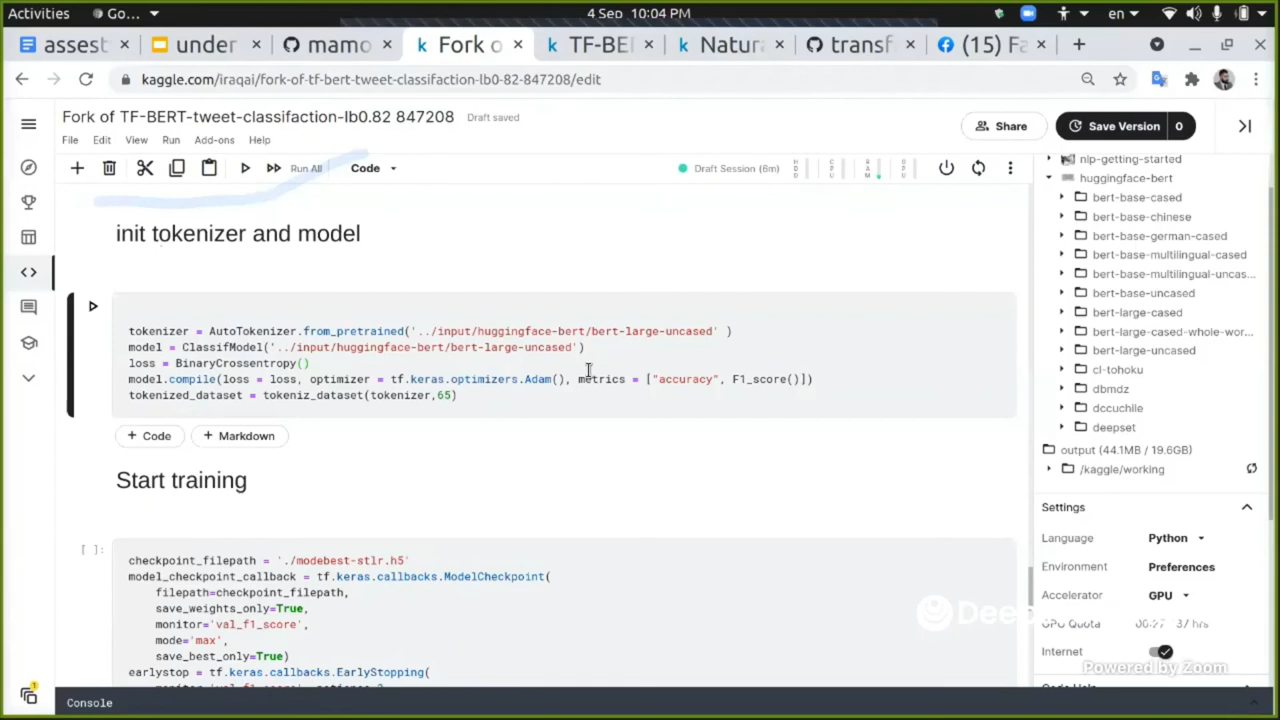 Activities
Go...
4 Sep 10:04 PM
en
assest
under
mamo
Fork o
TF-BE
Natur
transf
(15) Fa
kaggle.com/iraqai/fork-of-tf-bert-tweet-classifaction-lb0-82-847208/edit
Fork of TF-BERT-tweet-classifaction-lb0.82 847208
Draft saved
File Edit View Run Add-ons Help
Share
Save Version 0
Run All
Code
Draft Session (6m)
init tokenizer and model
tokenizer = AutoTokenizer.from_pretrained('../input/huggingface-bert/bert-large-uncased' )
model = ClassifModel('../input/huggingface-bert/bert-large-uncased')
loss = BinaryCrossentropy()
model.compile(loss = loss, optimizer = tf.keras.optimizers.Adam(), metrics = ["accuracy", F1_score()])
tokenized_dataset = tokeniz_dataset(tokenizer,65)
+ Code
+ Markdown
Start training
[ ]:
checkpoint_filepath = './modebest-stlr.h5'
model_checkpoint_callback = tf.keras.callbacks.ModelCheckpoint(
filepath=checkpoint_filepath,
save_weights_only=True,
monitor='val_f1_score',
mode='max',
save_best_only=True)
earlystop = tf.keras.callbacks.EarlyStopping(
nlp-getting-started
huggingface-bert
bert-base-cased
bert-base-chinese
bert-base-german-cased
bert-base-multilingual-cased
bert-base-multilingual-uncas...
bert-base-uncased
bert-large-cased
bert-large-cased-whole-wor...
bert-large-uncased
cl-tohoku
dbmdz
dccuchile
deepset
output (44.1MB / 19.6GB)
/kaggle/working
Settings
Language Python
Environment Preferences
Accelerator GPU
GPU Quota
Internet
Powered by Zoom
Console